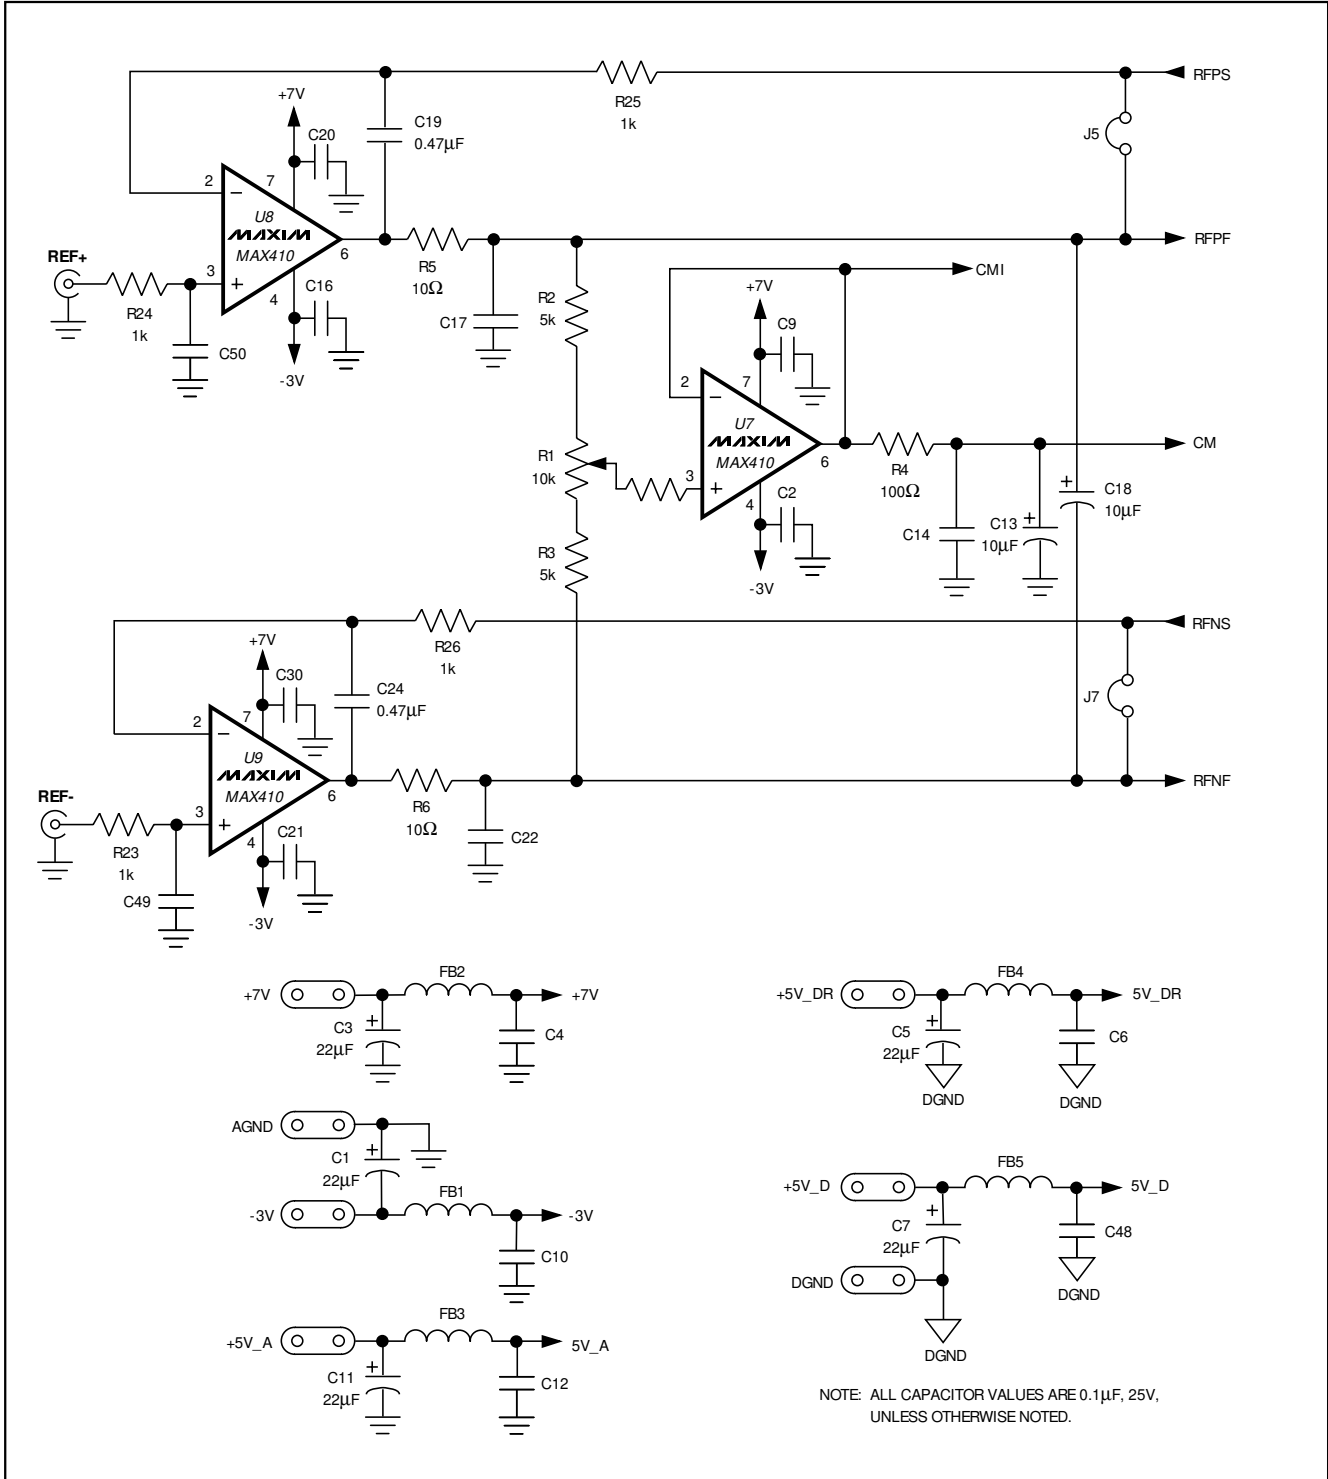 RFPS
R25
1k
+7V
C20
C19
0.47µF
J5
2
7
−
U8
MAXIM
MAX410
6
REF+
3
+
4
R24
1k
C50
C16
-3V
R5
10Ω
C17
RFPF
R2
5k
CMI
+7V
C9
2
7
−
U7
MAXIM
MAX410
6
R1
10k
3
+
4
C2
-3V
R4
100Ω
CM
C14
+
C13
10µF
+
C18
10µF
R3
5k
RFNS
R26
1k
+7V
C30
C24
0.47µF
J7
2
7
−
U9
MAXIM
MAX410
6
REF-
3
+
4
R23
1k
C49
C21
-3V
R6
10Ω
C22
RFNF
+7V
FB2
+7V
+
C3
22µF
C4
+5V_DR
FB4
5V_DR
+
C5
22µF
C6
DGND
DGND
AGND
+
C1
22µF
-3V
FB1
-3V
C10
+5V_D
FB5
5V_D
+
C7
22µF
C48
DGND
DGND
DGND
+5V_A
FB3
5V_A
+
C11
22µF
C12
NOTE: ALL CAPACITOR VALUES ARE 0.1µF, 25V,
UNLESS OTHERWISE NOTED.